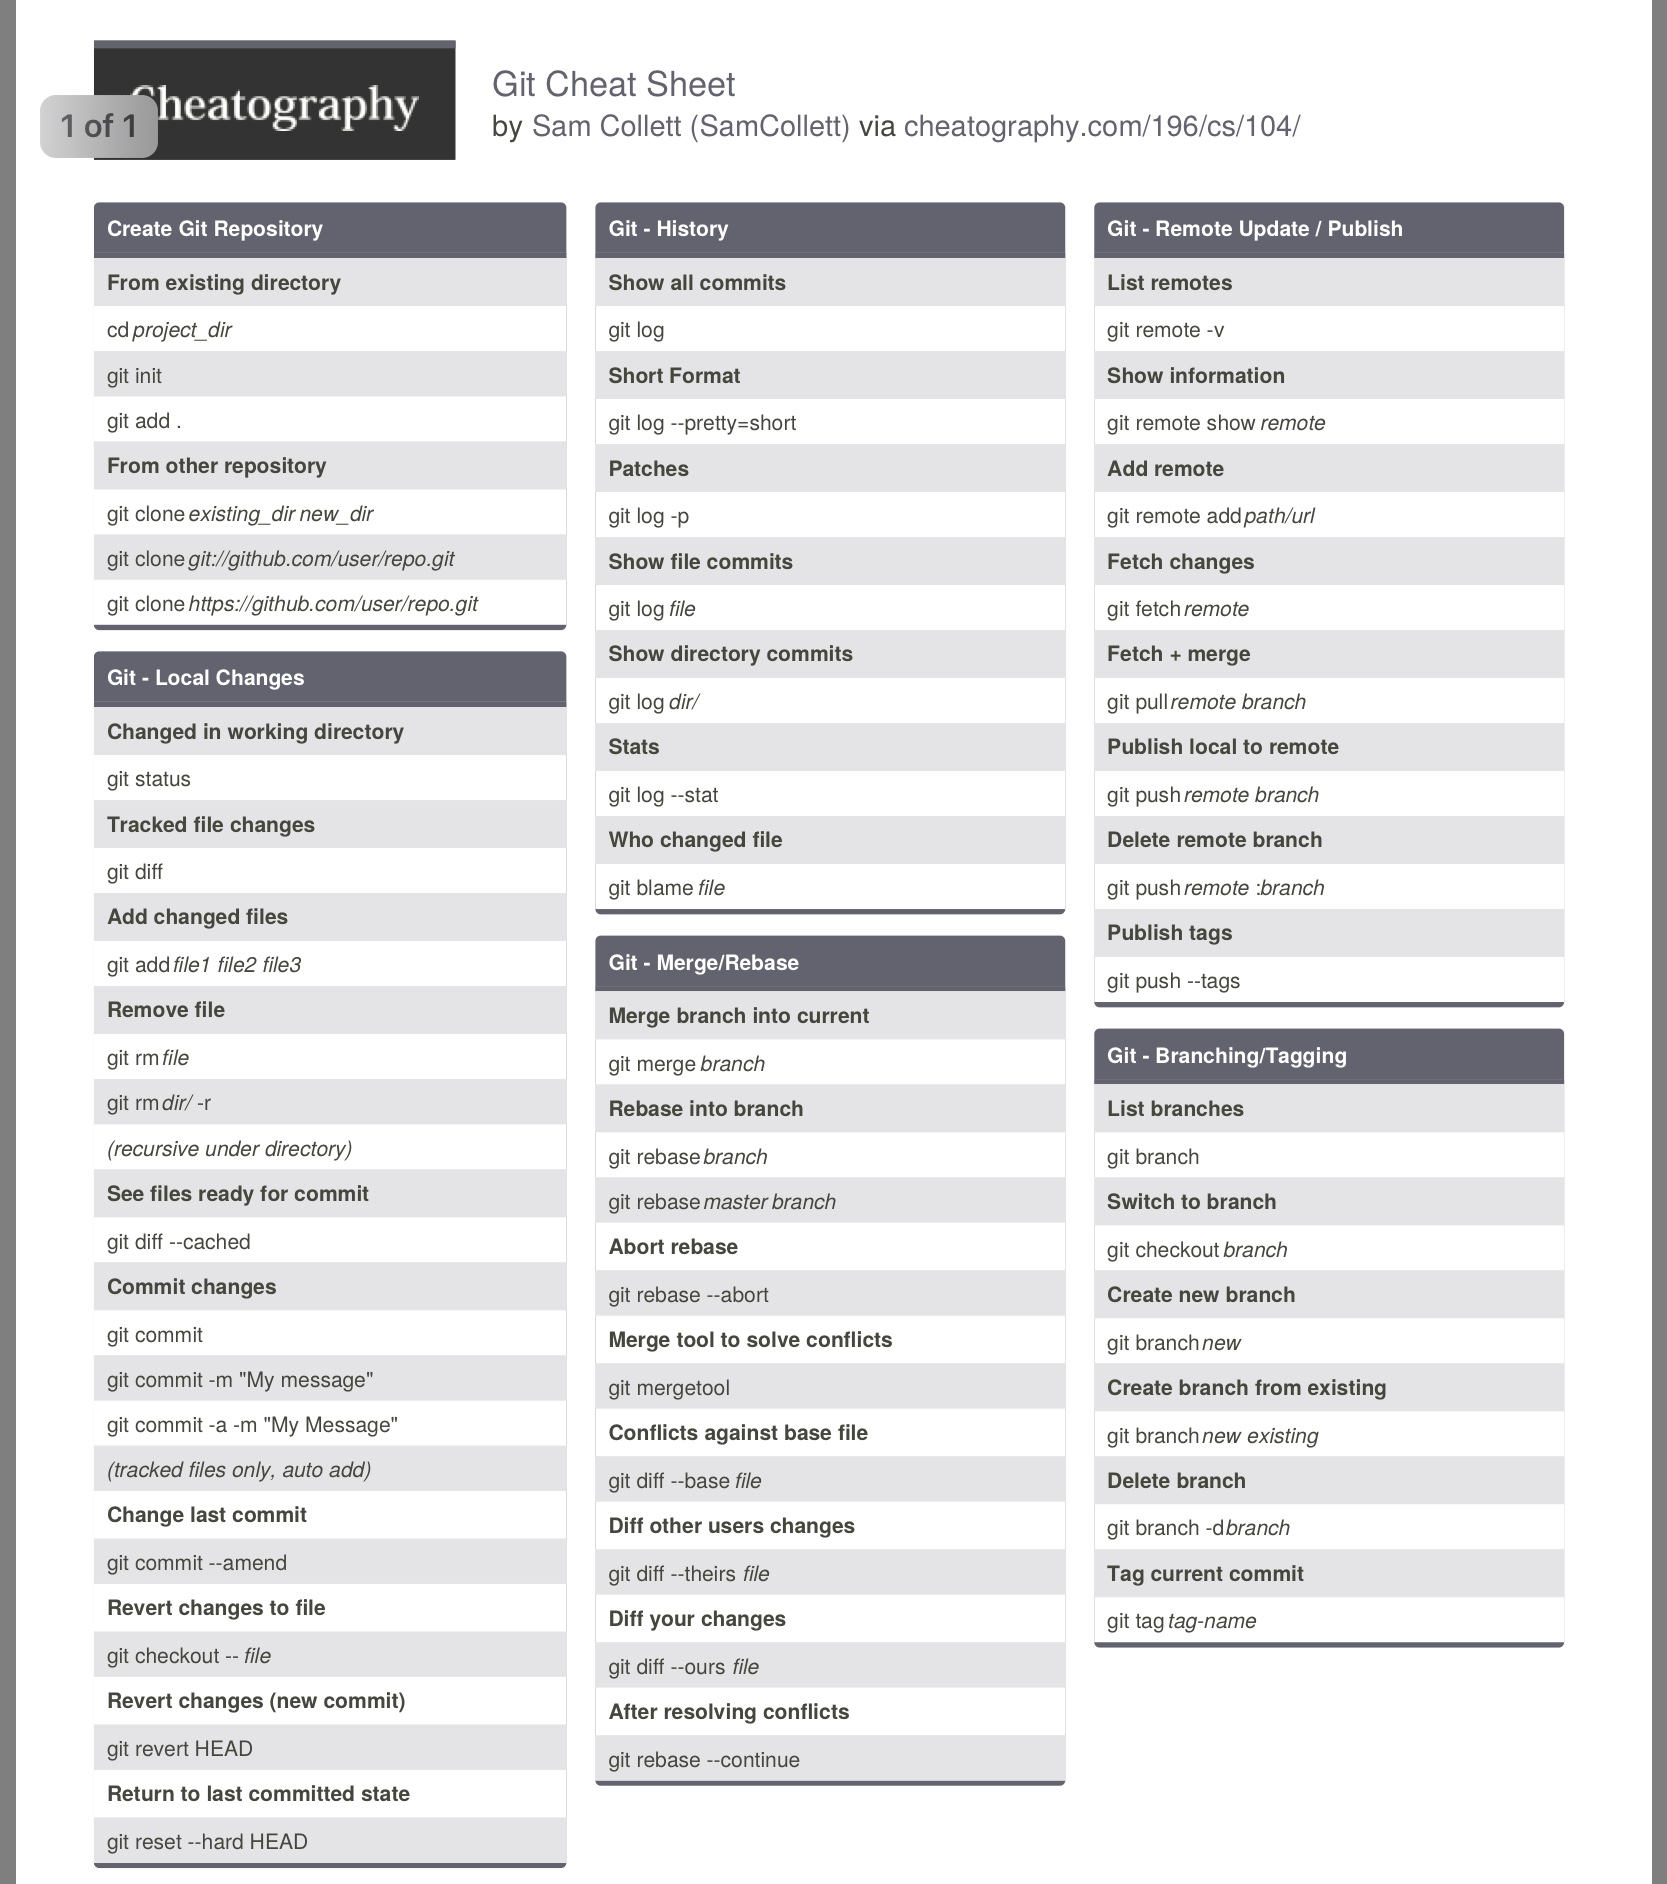 Cheatography
1 of 1
Git Cheat Sheet
by Sam Collett (SamCollett) via cheatography.com/196/cs/104/
Create Git Repository
From existing directory
cd project_dir
git init
git add .
From other repository
git clone existing_dir new_dir
git clone git://github.com/user/repo.git
git clone https://github.com/user/repo.git
Git - Local Changes
Changed in working directory
git status
Tracked file changes
git diff
Add changed files
git add file1 file2 file3
Remove file
git rm file
git rm dir/ -r
(recursive under directory)
See files ready for commit
git diff --cached
Commit changes
git commit
git commit -m "My message"
git commit -a -m "My Message"
(tracked files only, auto add)
Change last commit
git commit --amend
Revert changes to file
git checkout -- file
Revert changes (new commit)
git revert HEAD
Return to last committed state
git reset --hard HEAD
Git - History
Show all commits
git log
Short Format
git log --pretty=short
Patches
git log -p
Show file commits
git log file
Show directory commits
git log dir/
Stats
git log --stat
Who changed file
git blame file
Git - Merge/Rebase
Merge branch into current
git merge branch
Rebase into branch
git rebase branch
git rebase master branch
Abort rebase
git rebase --abort
Merge tool to solve conflicts
git mergetool
Conflicts against base file
git diff --base file
Diff other users changes
git diff --theirs file
Diff your changes
git diff --ours file
After resolving conflicts
git rebase --continue
Git - Remote Update / Publish
List remotes
git remote -v
Show information
git remote show remote
Add remote
git remote add path/url
Fetch changes
git fetch remote
Fetch + merge
git pull remote branch
Publish local to remote
git push remote branch
Delete remote branch
git push remote :branch
Publish tags
git push --tags
Git - Branching/Tagging
List branches
git branch
Switch to branch
git checkout branch
Create new branch
git branch new
Create branch from existing
git branch new existing
Delete branch
git branch -d branch
Tag current commit
git tag tag-name